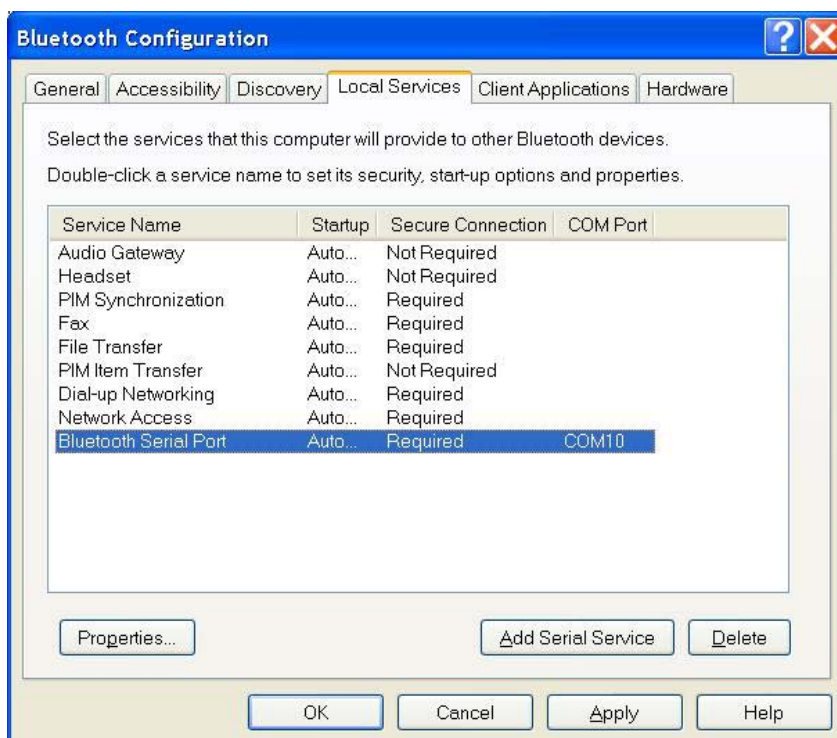 Bluetooth Configuration
General Accessibility Discovery Local Services Client Applications Hardware
Select the services that this computer will provide to other Bluetooth devices.
Double-click a service name to set its security, start-up options and properties.
Service Name Startup Secure Connection COM Port
Audio Gateway Auto... Not Required
Headset Auto... Not Required
PIM Synchronization Auto... Required
Fax Auto... Required
File Transfer Auto... Required
PIM Item Transfer Auto... Not Required
Dial-up Networking Auto... Required
Network Access Auto... Required
Bluetooth Serial Port Auto... Required COM10
Properties... Add Serial Service Delete
OK Cancel Apply Help